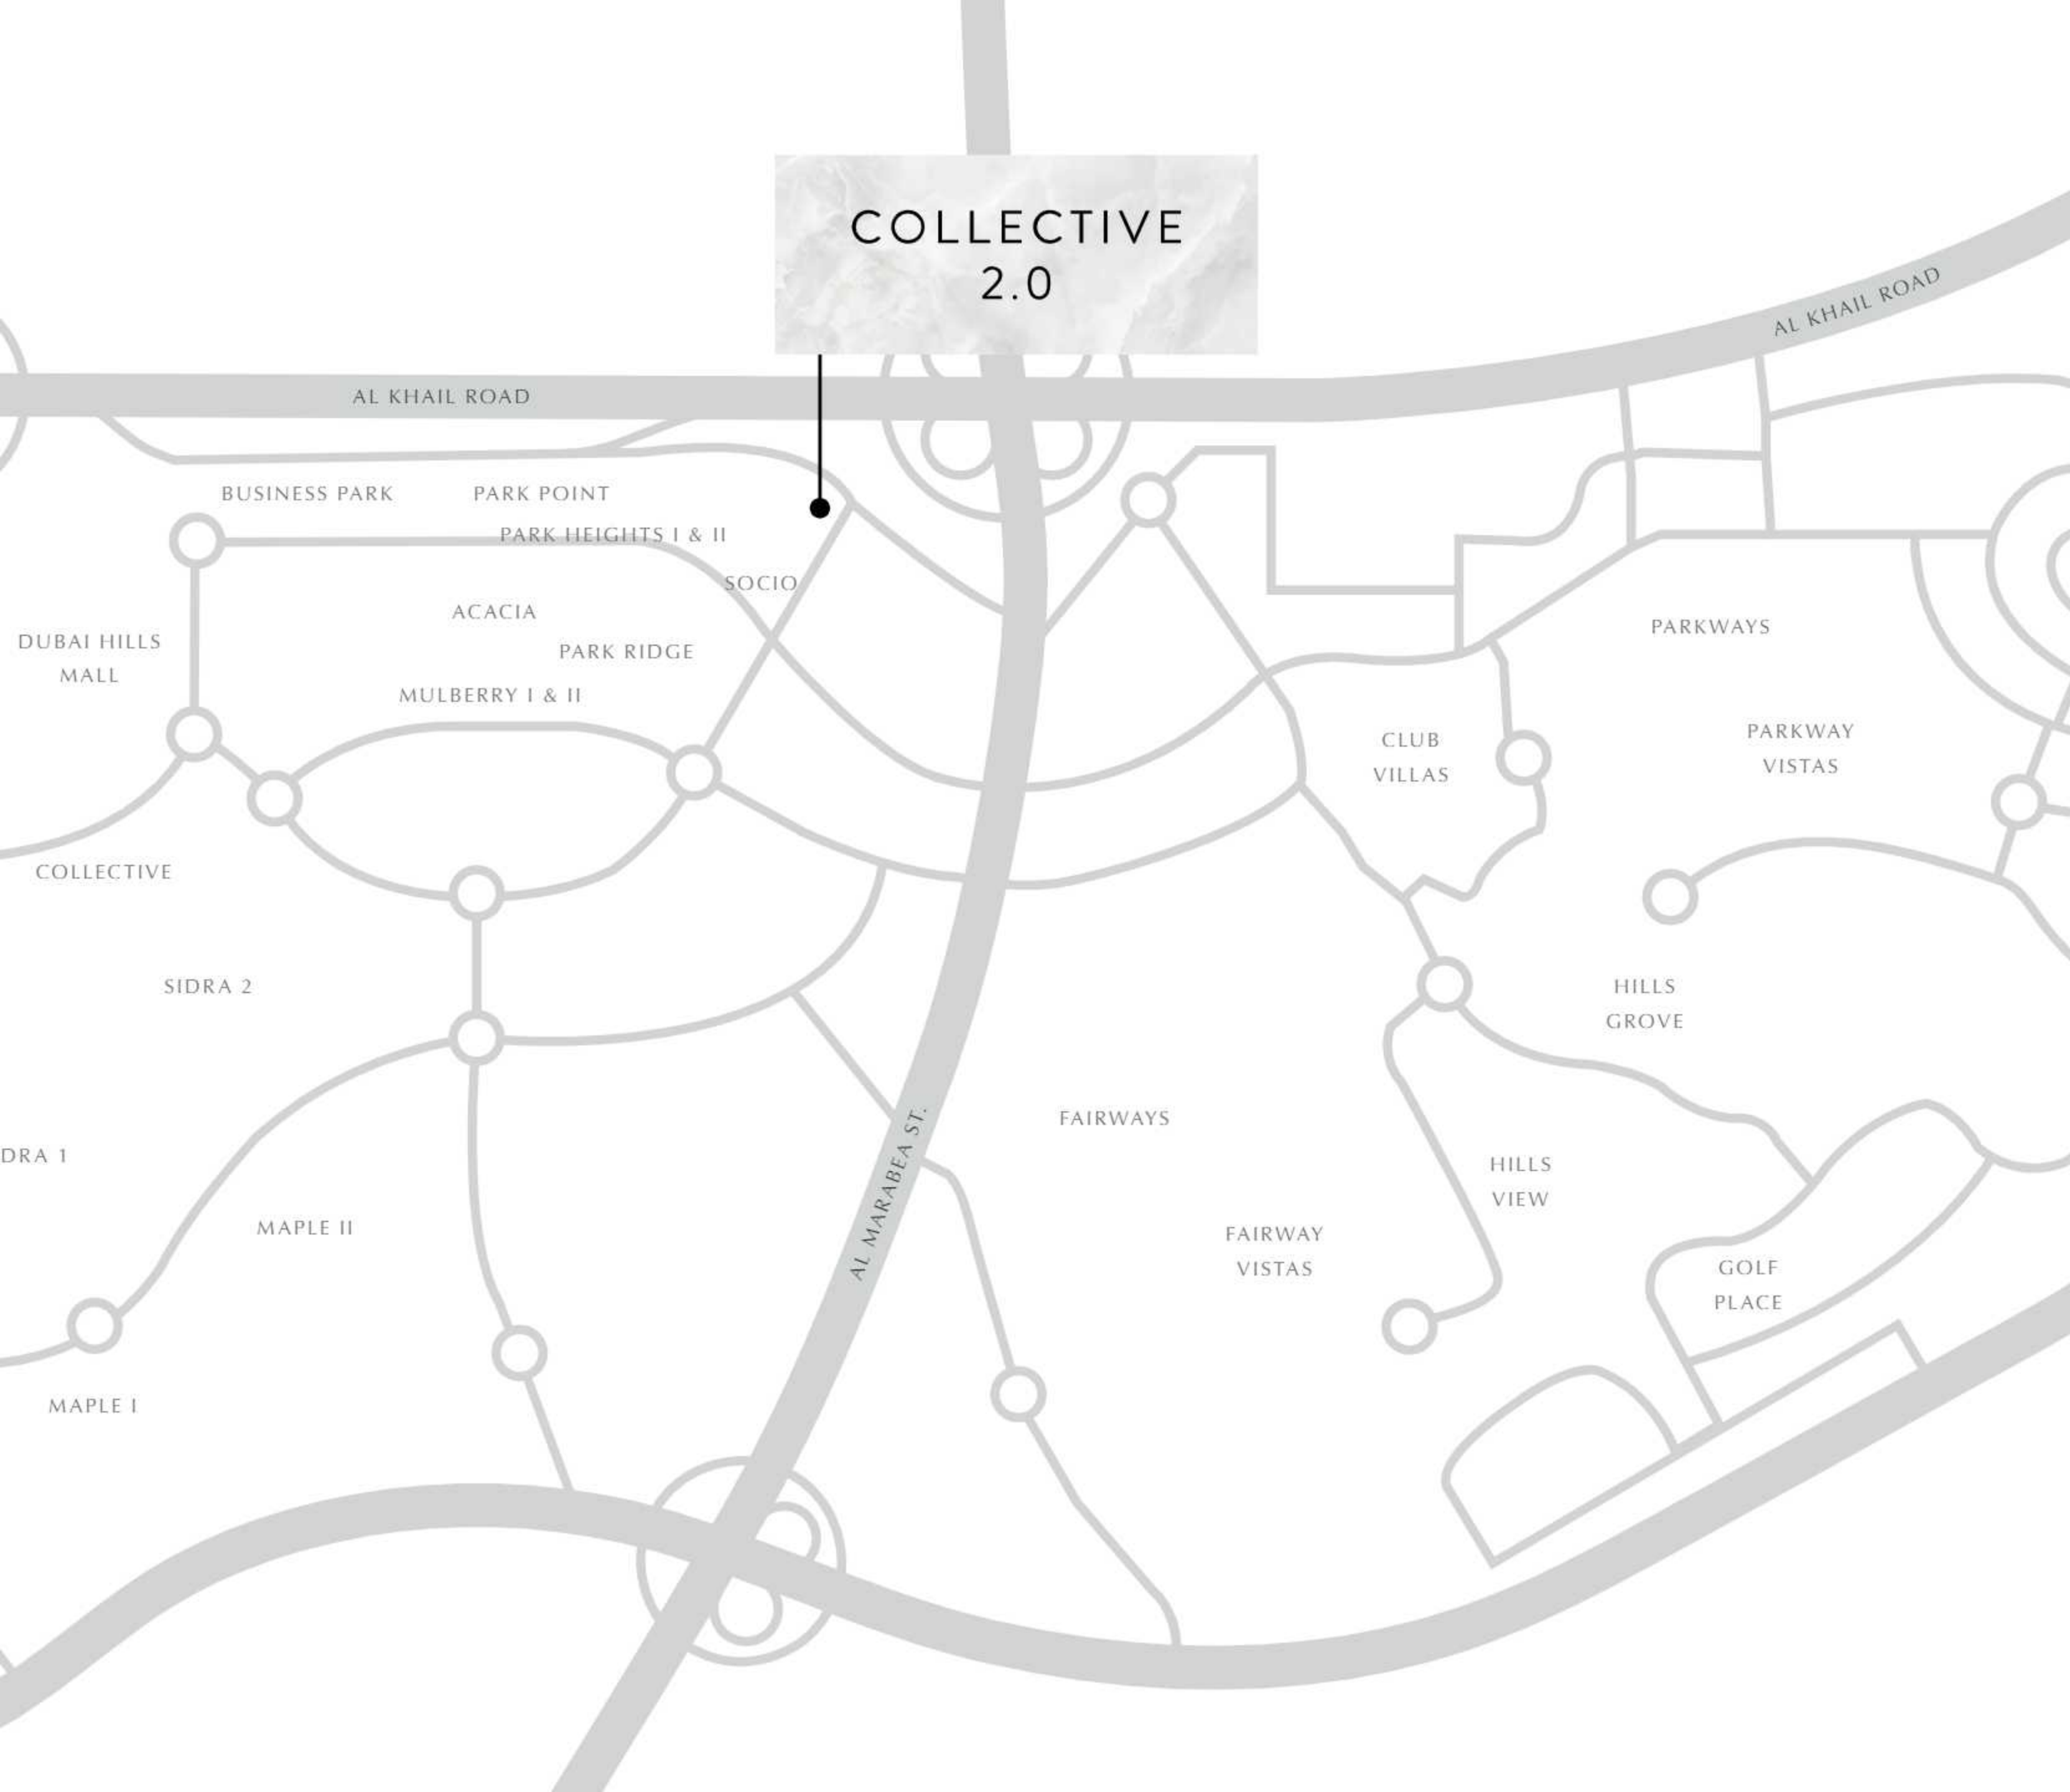 COLLECTIVE
2.0
AL KHAIL ROAD
AL KHAIL ROAD
BUSINESS PARK
PARK POINT
PARK HEIGHTS I & II
SOCIO
ACACIA
DUBAI HILLS
MALL
PARK RIDGE
MULBERRY I & II
PARKWAYS
CLUB
VILLAS
PARKWAY
VISTAS
COLLECTIVE
SIDRA 2
HILLS
GROVE
FAIRWAYS
AL MARABEA ST.
DRA 1
MAPLE II
HILLS
VIEW
FAIRWAY
VISTAS
GOLF
PLACE
MAPLE I